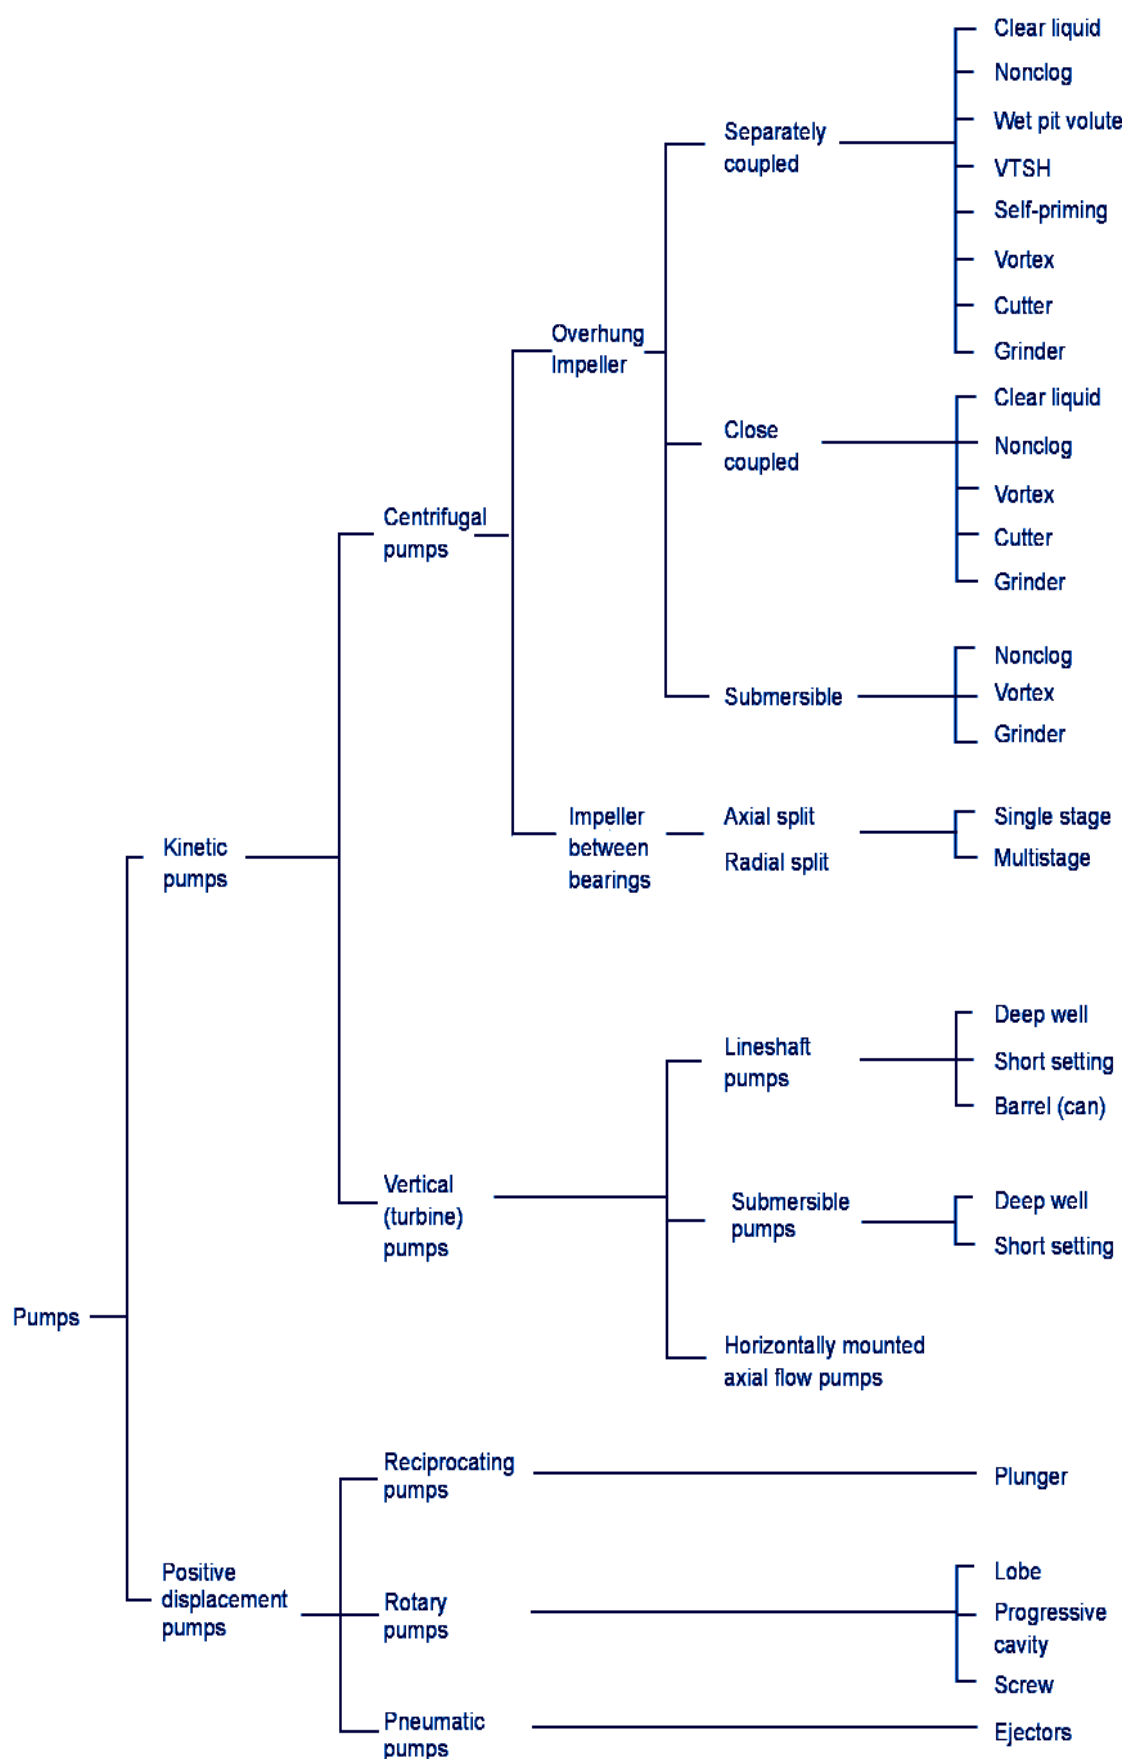 Clear liquid
Nonclog
Wet pit volute
Separately
coupled
VTSH
Self-priming
Vortex
Cutter
Overhung
Impeller
Grinder
Clear liquid
Close
coupled
Nonclog
Vortex
Centrifugal
pumps
Cutter
Grinder
Nonclog
Submersible
Vortex
Grinder
Impeller
between
bearings
Axial split
Radial split
Single stage
Multistage
Kinetic
pumps
Deep well
Lineshaft
pumps
Short setting
Barrel (can)
Vertical
(turbine)
pumps
Submersible
pumps
Deep well
Short setting
Pumps
Horizontally mounted
axial flow pumps
Reciprocating
pumps
Plunger
Positive
displacement
pumps
Rotary
pumps
Lobe
Progressive
cavity
Screw
Pneumatic
pumps
Ejectors